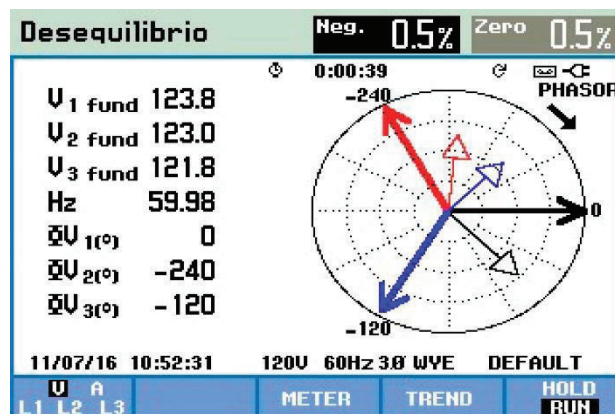 Desequilibrio Neg. 0.5% Zero 0.5%
0:00:39
PHASOR
V1 fund 123.8
V2 fund 123.0
V3 fund 121.8
Hz 59.98
ΦV1(°) 0
ΦV2(°) -240
ΦV3(°) -120
-240
0
-120
11/07/16 10:52:31 120V 60Hz 3Ø WYE DEFAULT
V A
L1 L2 L3
METER
TREND
HOLD
RUN